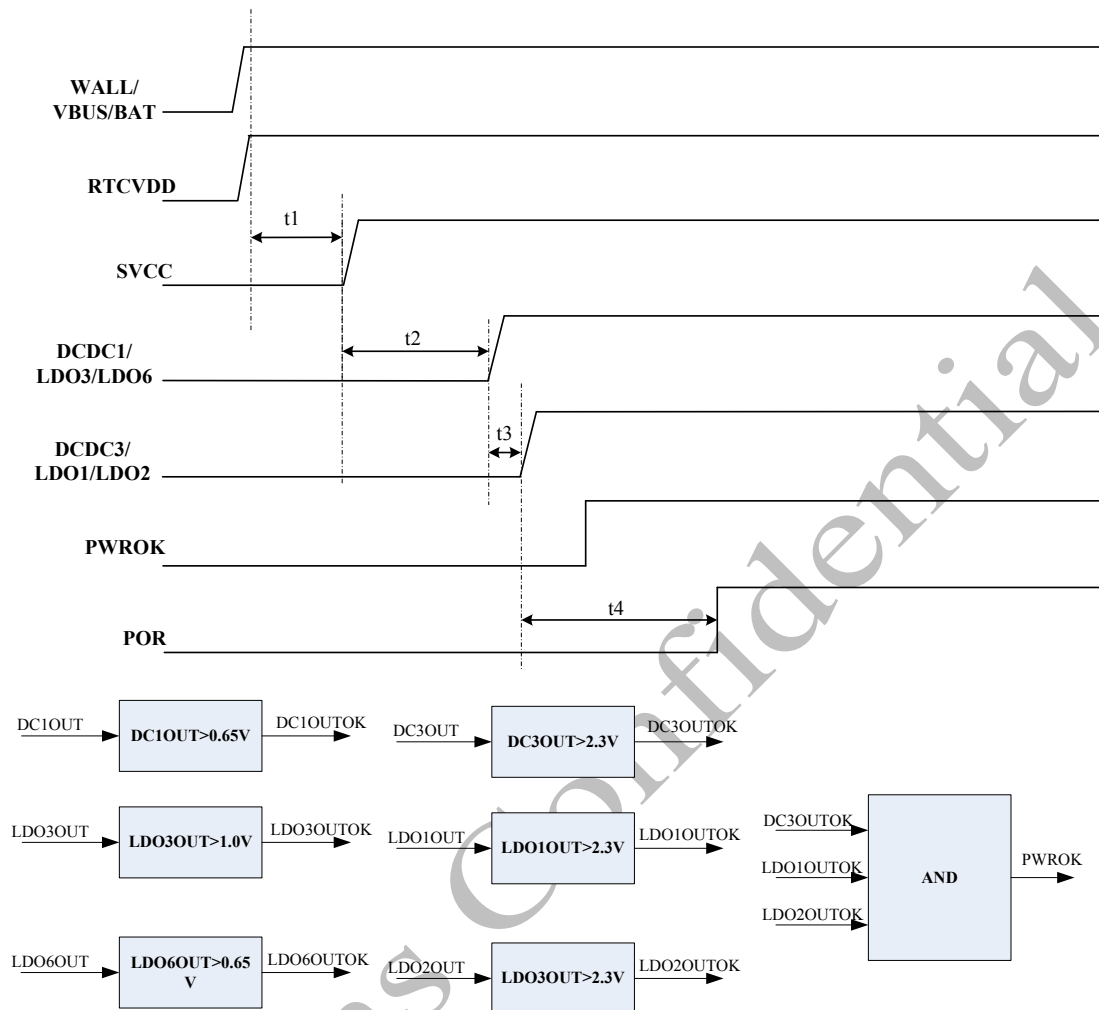 WALL/
VBUS/BAT
RTCVDD
t1
SVCC
t2
DCDC1/
LDO3/LDO6
t3
DCDC3/
LDO1/LDO2
PWROK
t4
POR
DC1OUT
DC1OUT>0.65V
DC1OUTOK
DC3OUT
DC3OUT>2.3V
DC3OUTOK
LDO3OUT
LDO3OUT>1.0V
LDO3OUTOK
LDO1OUT
LDO1OUT>2.3V
LDO1OUTOK
DC3OUTOK
LDO1OUTOK
LDO2OUTOK
AND
PWROK
LDO6OUT
LDO6OUT>0.65
V
LDO6OUTOK
LDO2OUT
LDO3OUT>2.3V
LDO2OUTOK
Confidential